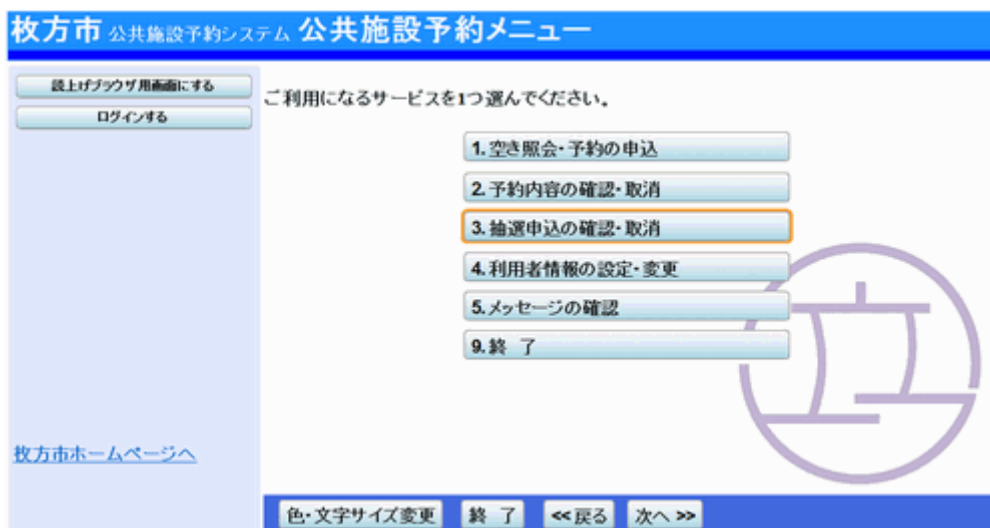 枚方市 公共施設予約システム 公共施設予約メニュー
読上げブラウザ用画面にする
ログインする
ご利用になるサービスを1つ選んでください。
1.空き照会・予約の申込
2.予約内容の確認・取消
3.抽選申込の確認・取消
4.利用者情報の設定・変更
5.メッセージの確認
9.終 了
枚方市ホームページへ
色・文字サイズ変更 終 了 <<戻る 次へ >>